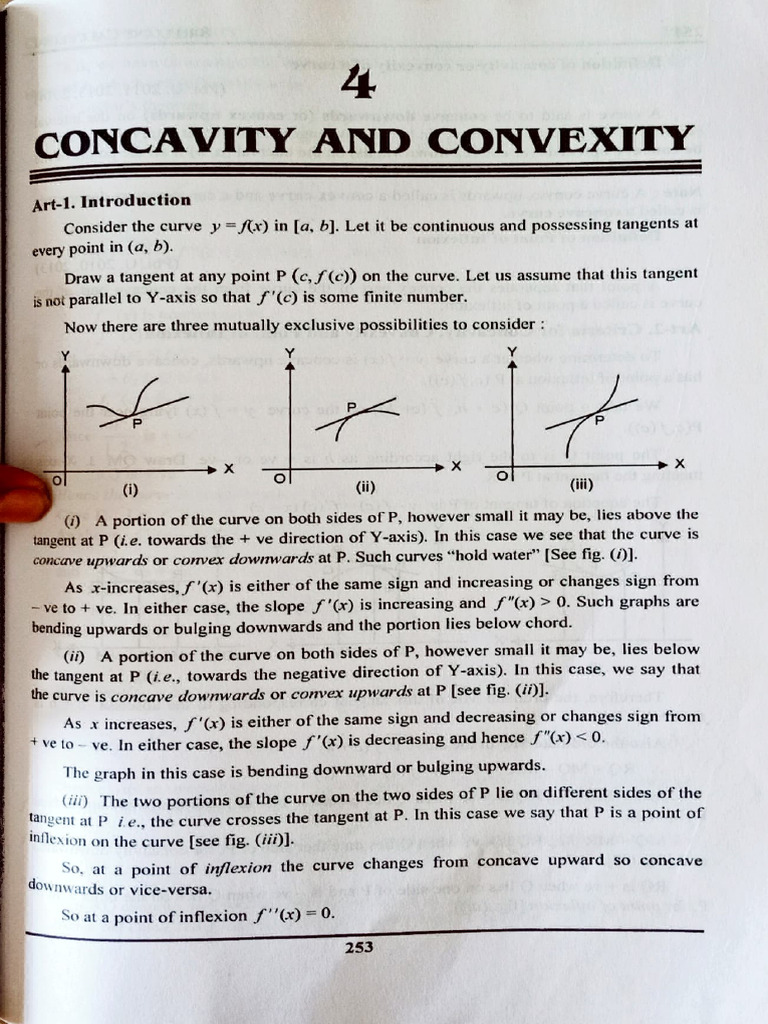 4
CONCAVITY AND CONVEXITY
Art-1. Introduction
Consider the curve y = f(x) in [a, b]. Let it be continuous and possessing tangents at
every point in (a, b).
Draw a tangent at any point P (c, f (c)) on the curve. Let us assume that this tangent
is not parallel to Y-axis so that f '(c) is some finite number.
Now there are three mutually exclusive possibilities to consider :
Y Y Y
P P P
O X O X O X
(i) (ii) (iii)
(i) A portion of the curve on both sides of P, however small it may be, lies above the
tangent at P (i.e. towards the + ve direction of Y-axis). In this case we see that the curve is
concave upwards or convex downwards at P. Such curves “hold water” [See fig. (i)].
As x-increases, f '(x) is either of the same sign and increasing or changes sign from
– ve to + ve. In either case, the slope f '(x) is increasing and f "(x) > 0. Such graphs are
bending upwards or bulging downwards and the portion lies below chord.
(ii) A portion of the curve on both sides of P, however small it may be, lies below
the tangent at P (i.e., towards the negative direction of Y-axis). In this case, we say that
the curve is concave downwards or convex upwards at P [see fig. (ii)].
As x increases, f '(x) is either of the same sign and decreasing or changes sign from
+ ve to – ve. In either case, the slope f '(x) is decreasing and hence f "(x) < 0.
The graph in this case is bending downward or bulging upwards.
(iii) The two portions of the curve on the two sides of P lie on different sides of the
tangent at P i.e., the curve crosses the tangent at P. In this case we say that P is a point of
inflexion on the curve [see fig. (iii)].
So, at a point of inflexion the curve changes from concave upward so concave
downwards or vice-versa.
So at a point of inflexion f ''(x) = 0.
253